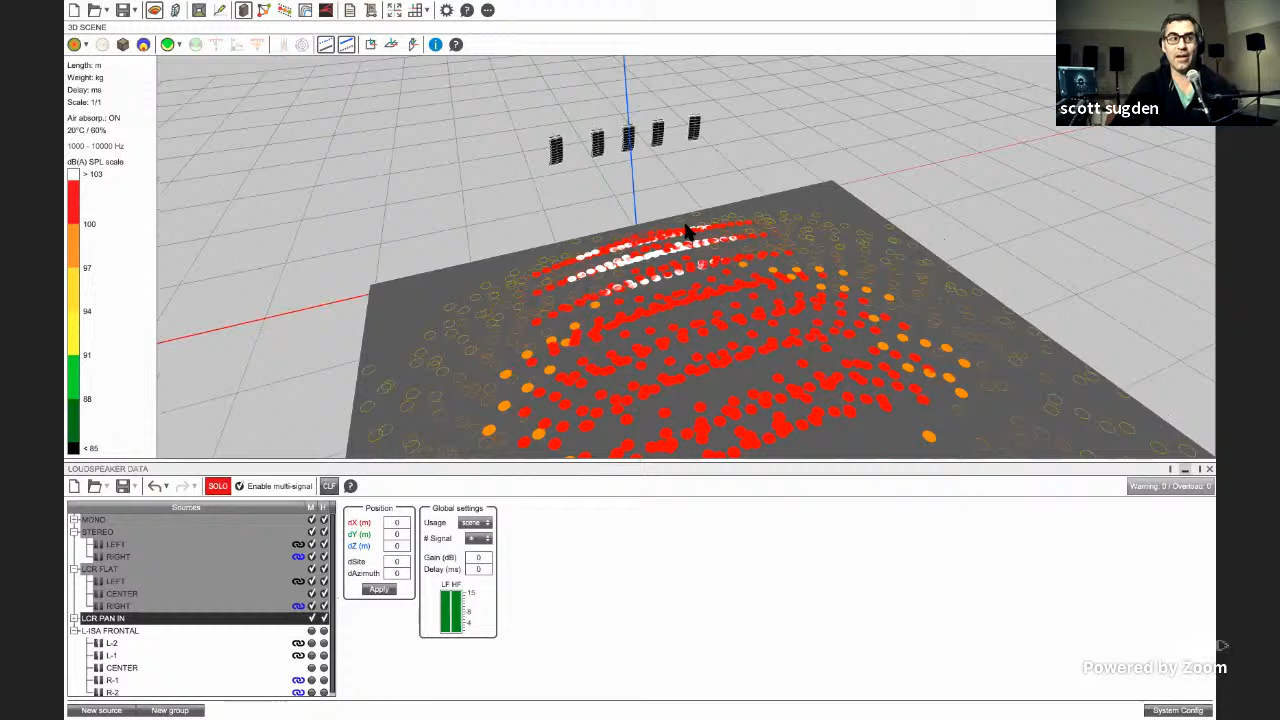 3D SCENE
Length: m
Weight: kg
Delay: ms
Scale: 1/1
Air absorp.: ON
20°C / 60%
1000 - 10000 Hz
dB(A) SPL scale
> 103
100
97
94
91
88
< 85
scott sugden
LOUDSPEAKER DATA
SOLO
Enable multi-signal
CLF
Warning: 0 / Overload: 0
Sources
M
MONO
STEREO
LEFT
RIGHT
LCR FLAT
LEFT
CENTER
RIGHT
LCR PAN IN
L-ISA FRONTAL
L-2
L-1
CENTER
R-1
R-2
New source
New group
Position
dX (m) 0
dY (m) 0
dZ (m) 0
dSite 0
dAzimuth 0
Apply
Global settings
Usage scene
# Signal
Gain (dB) 0
Delay (ms) 0
LF HF
15
8
4
Powered by Zoom
System Config